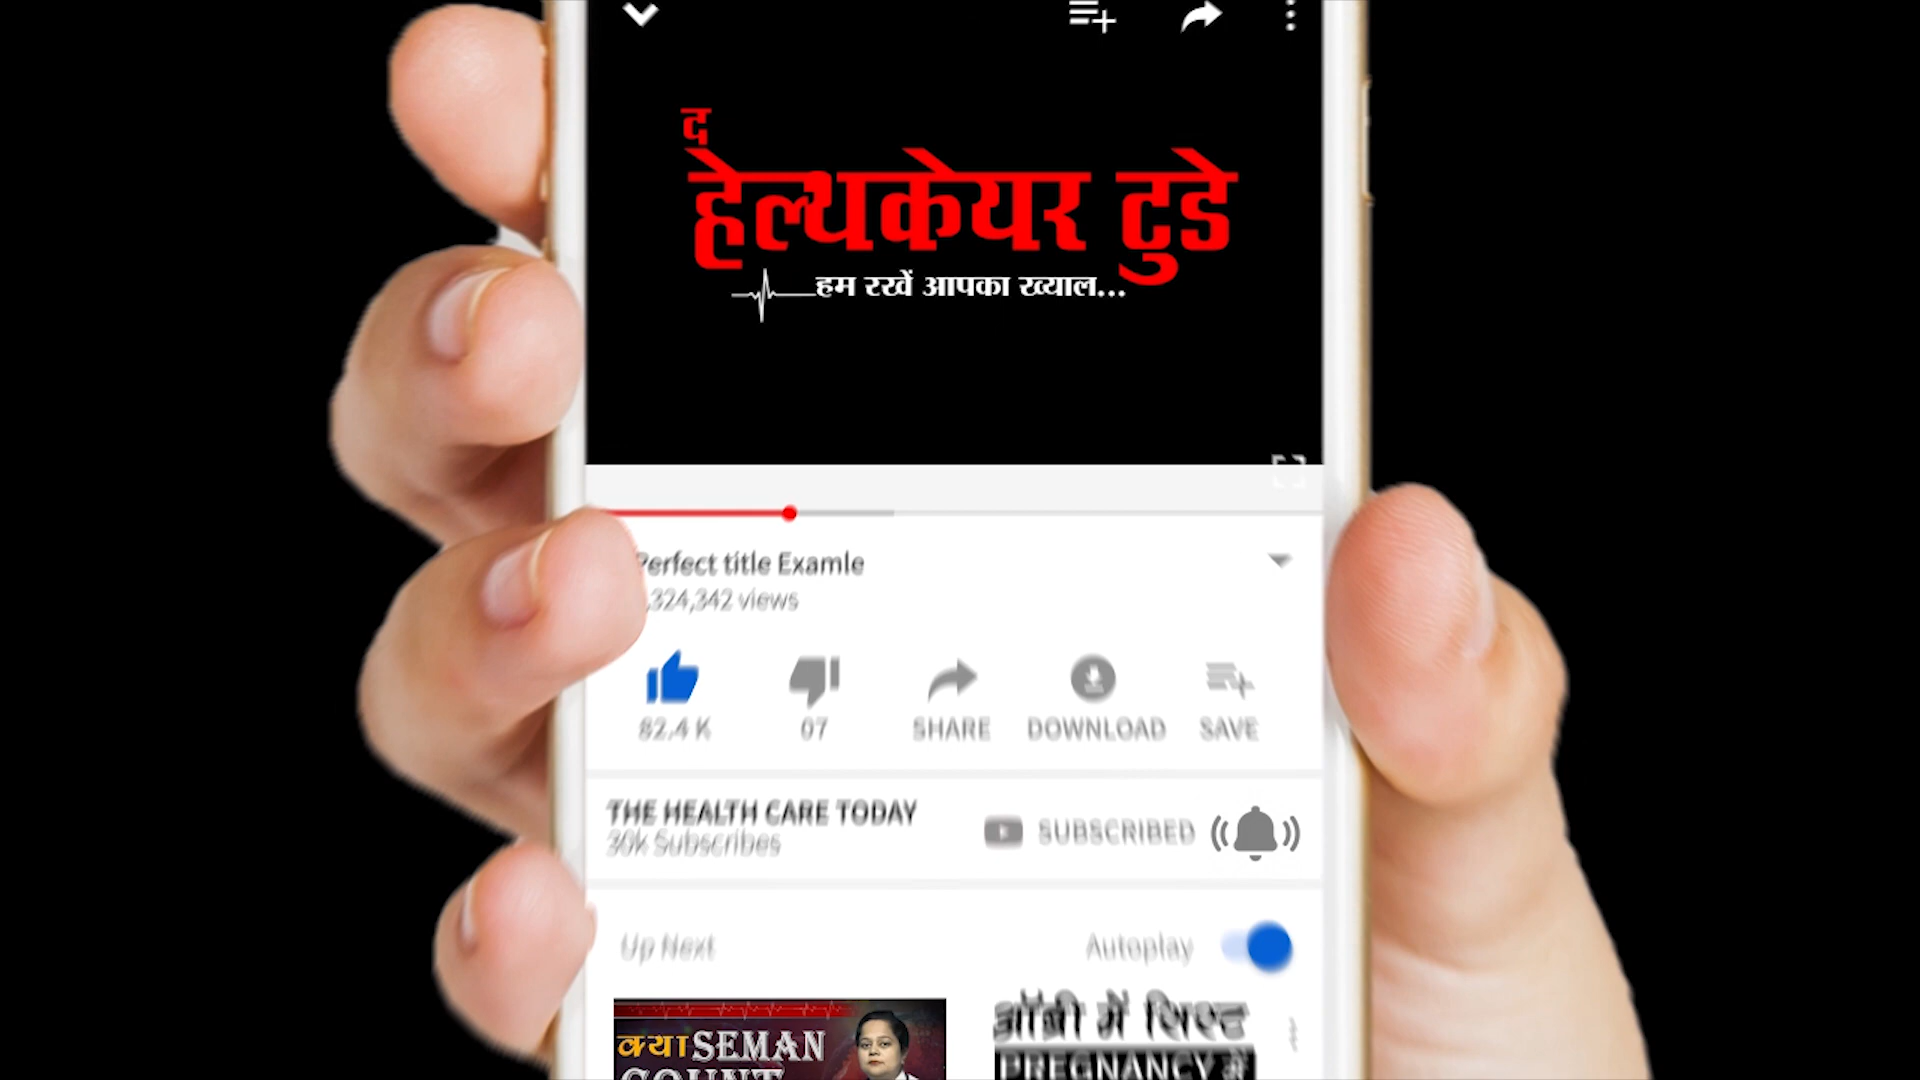 द
हेल्थकेयर टुडे
हम रखें आपका ख्याल...
Perfect title Examle
,324,342 views
82.4 K
07
SHARE
DOWNLOAD
SAVE
THE HEALTH CARE TODAY
30k Subscribes
SUBSCRIBED
Up Next
Autoplay
क्या SEMAN
COUNT
PREGNANCY में